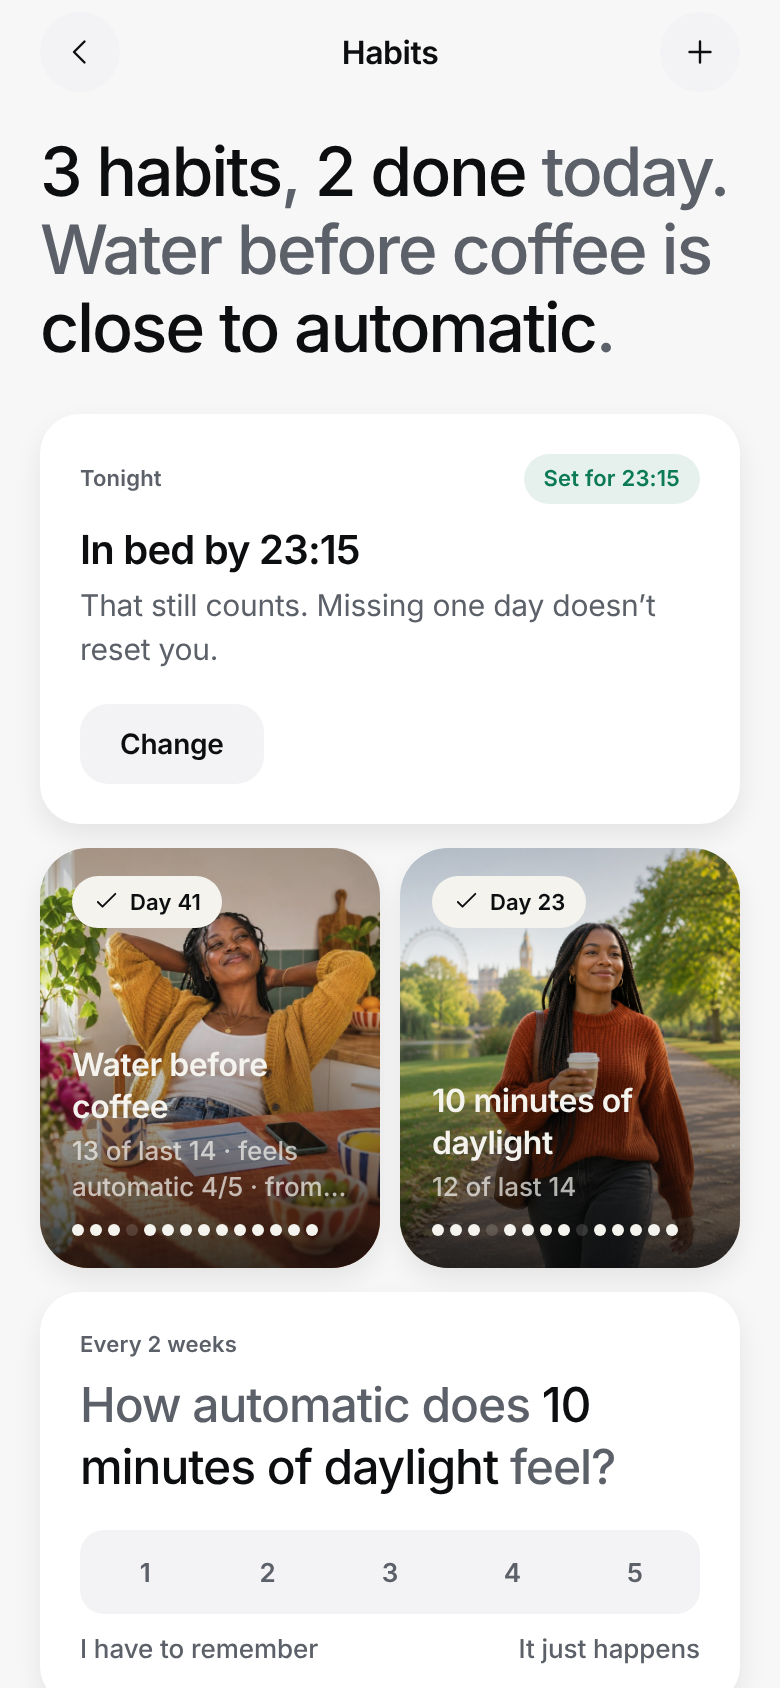 Habits
3 habits, 2 done today.
Water before coffee is
close to automatic.
Tonight
Set for 23:15
In bed by 23:15
That still counts. Missing one day doesn’t
reset you.
Change
Day 41
Water before
coffee
13 of last 14 · feels
automatic 4/5 · from…
Day 23
10 minutes of
daylight
12 of last 14
Every 2 weeks
How automatic does 10
minutes of daylight feel?
1 2 3 4 5
I have to remember
It just happens